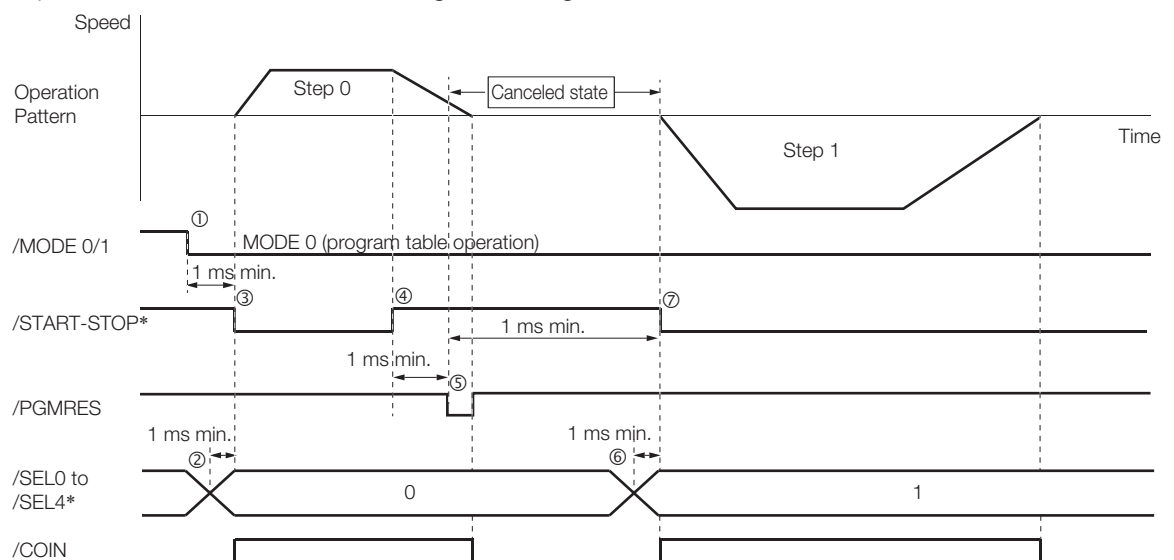 Speed
Operation
Pattern
Step 0
Canceled state
Time
Step 1
①
/MODE 0/1
MODE 0 (program table operation)
1 ms min.
③
④
⑦
/START-STOP*
1 ms min.
1 ms min.
⑤
/PGMRES
1 ms min.
1 ms min.
②
⑥
/SEL0 to
/SEL4*
0
1
/COIN